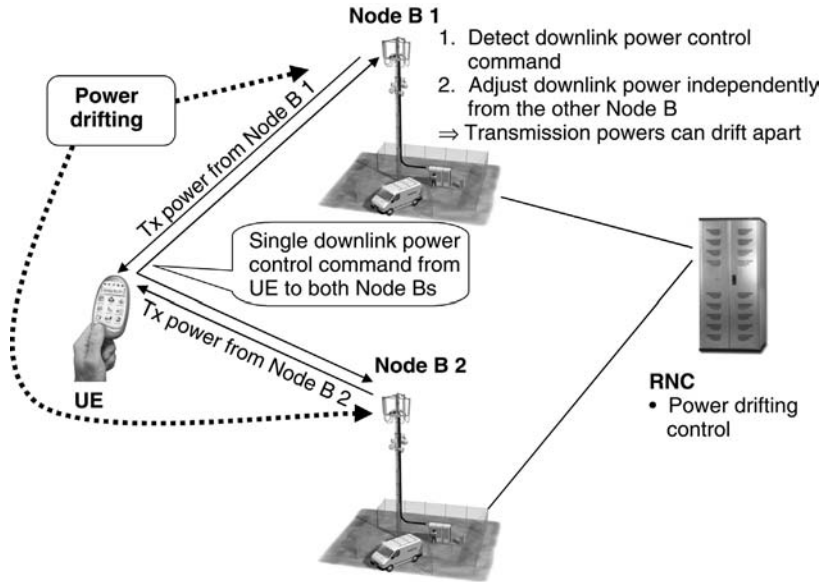 Node B 1
1. Detect downlink power control
command
2. Adjust downlink power independently
from the other Node B
⇒ Transmission powers can drift apart
Power
drifting
Tx power from Node B 1
Single downlink power
control command from
UE to both Node Bs
Tx power from Node B 2
UE
Node B 2
RNC
• Power drifting
control